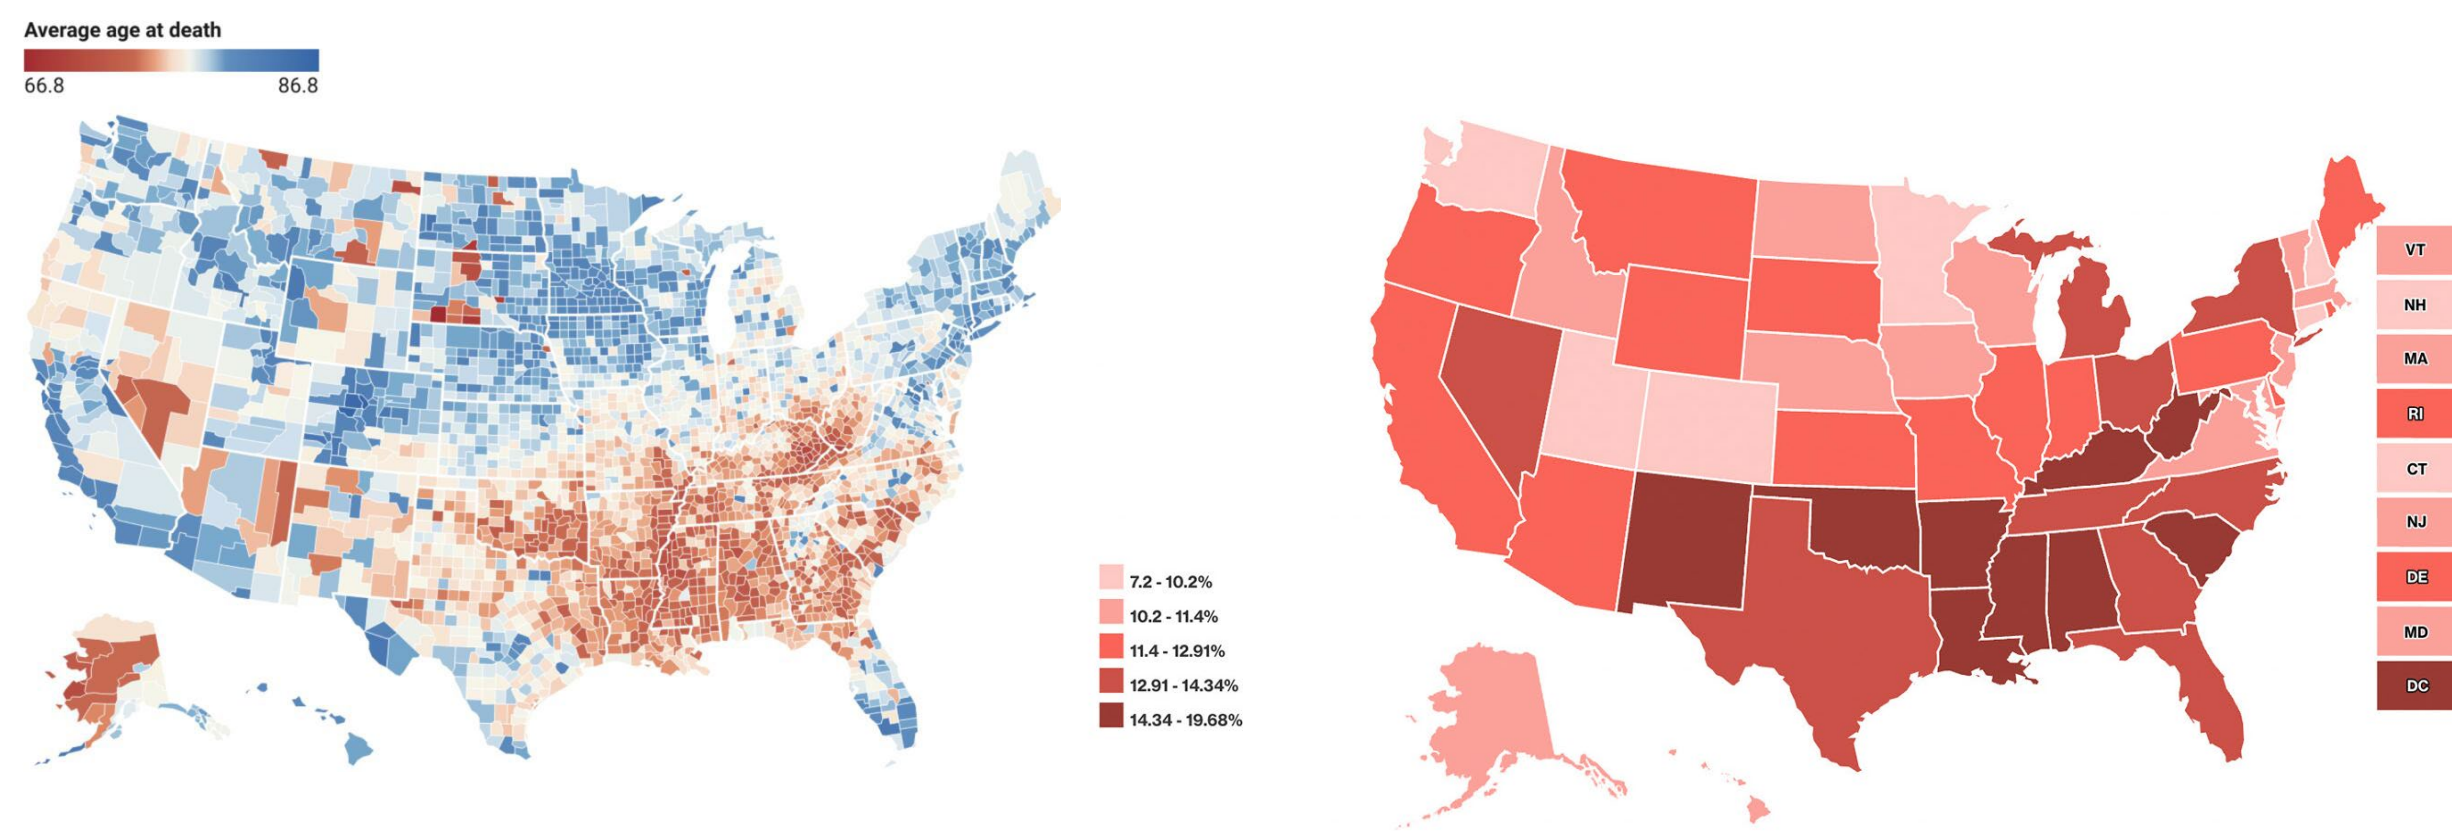 Average age at death
66.8 86.8
7.2 - 10.2%
10.2 - 11.4%
11.4 - 12.91%
12.91 - 14.34%
14.34 - 19.68%
VT
NH
MA
RI
CT
NJ
DE
MD
DC